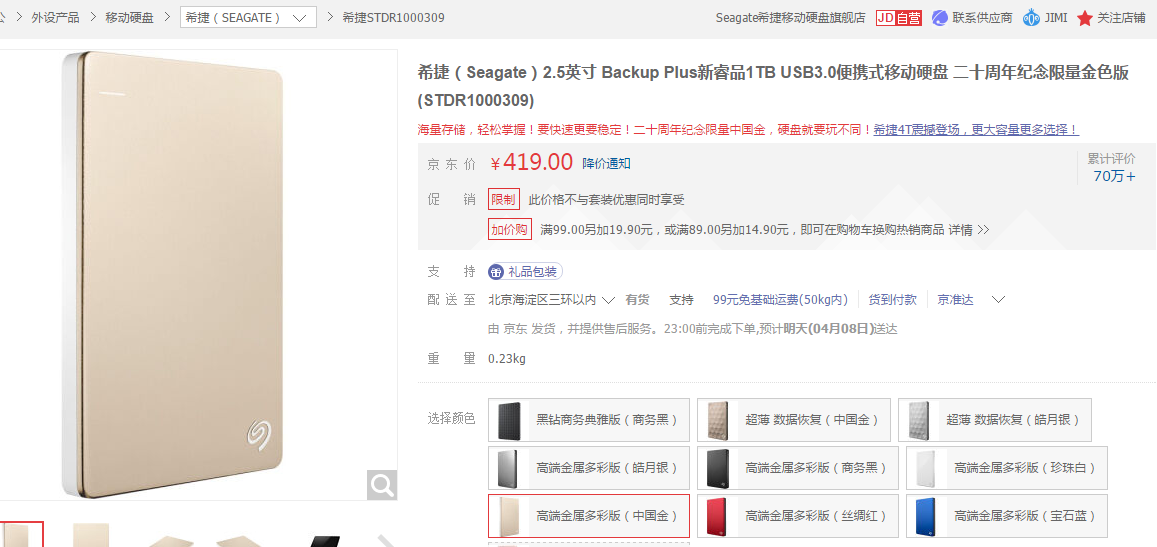 外设产品 > 移动硬盘 > 希捷（SEAGATE） > 希捷STDR1000309
Seagate希捷移动硬盘旗舰店 JD自营 联系供应商 JIMI 关注店铺
希捷（Seagate）2.5英寸 Backup Plus新睿品1TB USB3.0便携式移动硬盘 二十周年纪念限量金色版
(STDR1000309)
海量存储，轻松掌握！要快速更要稳定！二十周年纪念限量中国金，硬盘就要玩不同！希捷4T震撼登场，更大容量更多选择！
京东价 ￥419.00 降价通知
累计评价
70万+
促销 限制 此价格不与套装优惠同时享受
加价购 满99.00另加19.90元，或满89.00另加14.90元，即可在购物车换购热销商品 详情 >>
支持 礼品包装
配送至 北京海淀区三环以内 有货 支持 99元免基础运费(50kg内) 货到付款 京准达
由 京东 发货，并提供售后服务。23:00前完成下单,预计明天(04月08日)送达
重量 0.23kg
选择颜色 黑钻商务典雅版（商务黑） 超薄 数据恢复（中国金） 超薄 数据恢复（皓月银）
高端金属多彩版（皓月银） 高端金属多彩版（商务黑） 高端金属多彩版（珍珠白）
高端金属多彩版（中国金） 高端金属多彩版（丝绸红） 高端金属多彩版（宝石蓝）